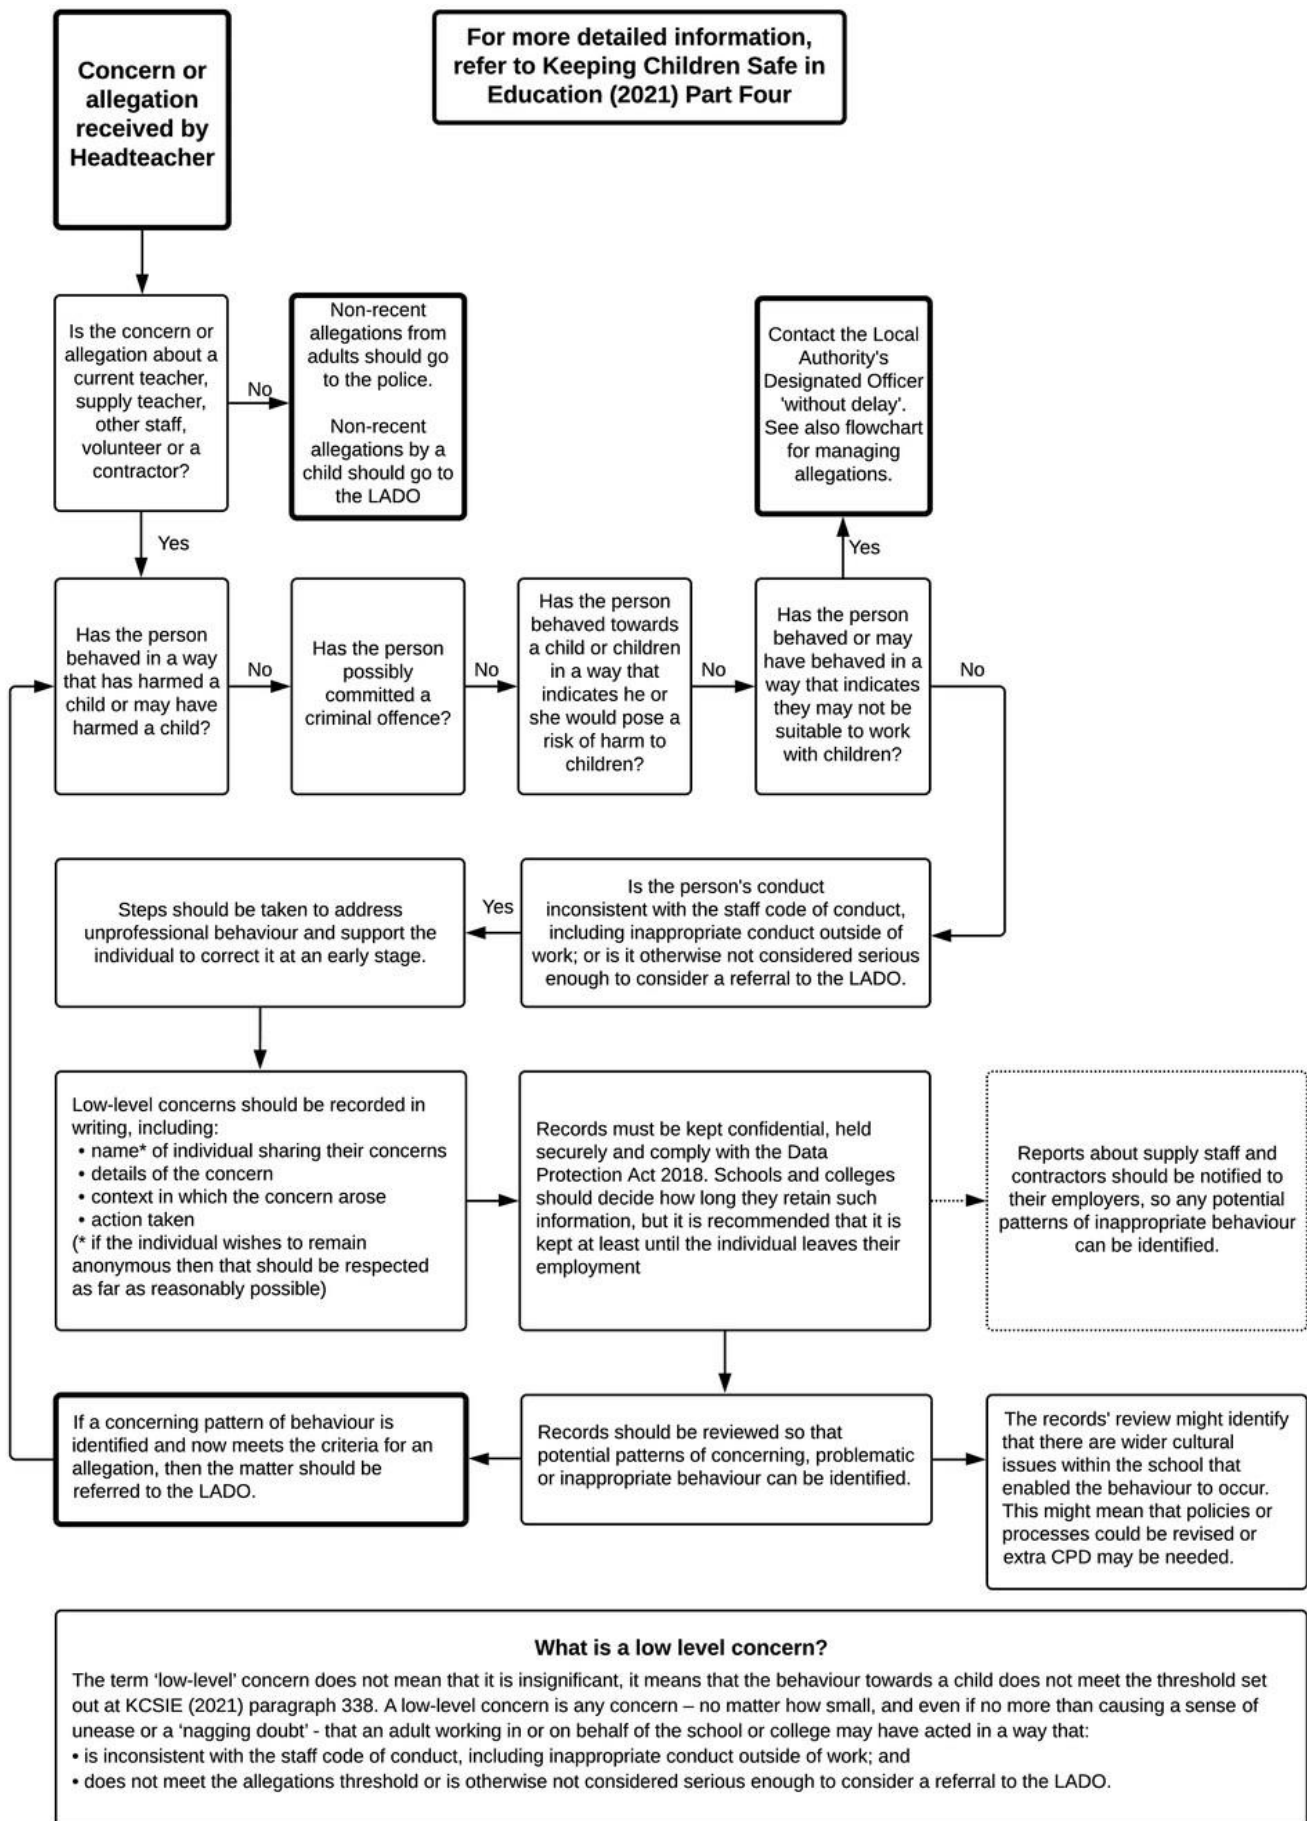 Concern or
allegation
received by
Headteacher
For more detailed information,
refer to Keeping Children Safe in
Education (2021) Part Four
Is the concern or
allegation about a
current teacher,
supply teacher,
other staff,
volunteer or a
contractor?
No
Non-recent
allegations from
adults should go
to the police.
Non-recent
allegations by a
child should go to
the LADO
Contact the Local
Authority's
Designated Officer
'without delay'.
See also flowchart
for managing
allegations.
Yes
Yes
Has the person
behaved in a way
that has harmed a
child or may have
harmed a child?
No
Has the person
possibly
committed a
criminal offence?
No
Has the person
behaved towards
a child or children
in a way that
indicates he or
she would pose a
risk of harm to
children?
No
Has the person
behaved or may
have behaved in a
way that indicates
they may not be
suitable to work
with children?
No
Is the person's conduct
inconsistent with the staff code of conduct,
including inappropriate conduct outside of
work; or is it otherwise not considered serious
enough to consider a referral to the LADO.
Yes
Steps should be taken to address
unprofessional behaviour and support the
individual to correct it at an early stage.
Low-level concerns should be recorded in
writing, including:
• name* of individual sharing their concerns
• details of the concern
• context in which the concern arose
• action taken
(* if the individual wishes to remain
anonymous then that should be respected
as far as reasonably possible)
Records must be kept confidential, held
securely and comply with the Data
Protection Act 2018. Schools and colleges
should decide how long they retain such
information, but it is recommended that it is
kept at least until the individual leaves their
employment
Reports about supply staff and
contractors should be notified to
their employers, so any potential
patterns of inappropriate behaviour
can be identified.
If a concerning pattern of behaviour is
identified and now meets the criteria for an
allegation, then the matter should be
referred to the LADO.
Records should be reviewed so that
potential patterns of concerning, problematic
or inappropriate behaviour can be identified.
The records' review might identify
that there are wider cultural
issues within the school that
enabled the behaviour to occur.
This might mean that policies or
processes could be revised or
extra CPD may be needed.
What is a low level concern?
The term ‘low-level’ concern does not mean that it is insignificant, it means that the behaviour towards a child does not meet the threshold set
out at KCSIE (2021) paragraph 338. A low-level concern is any concern – no matter how small, and even if no more than causing a sense of
unease or a ‘nagging doubt’ - that an adult working in or on behalf of the school or college may have acted in a way that:
• is inconsistent with the staff code of conduct, including inappropriate conduct outside of work; and
• does not meet the allegations threshold or is otherwise not considered serious enough to consider a referral to the LADO.